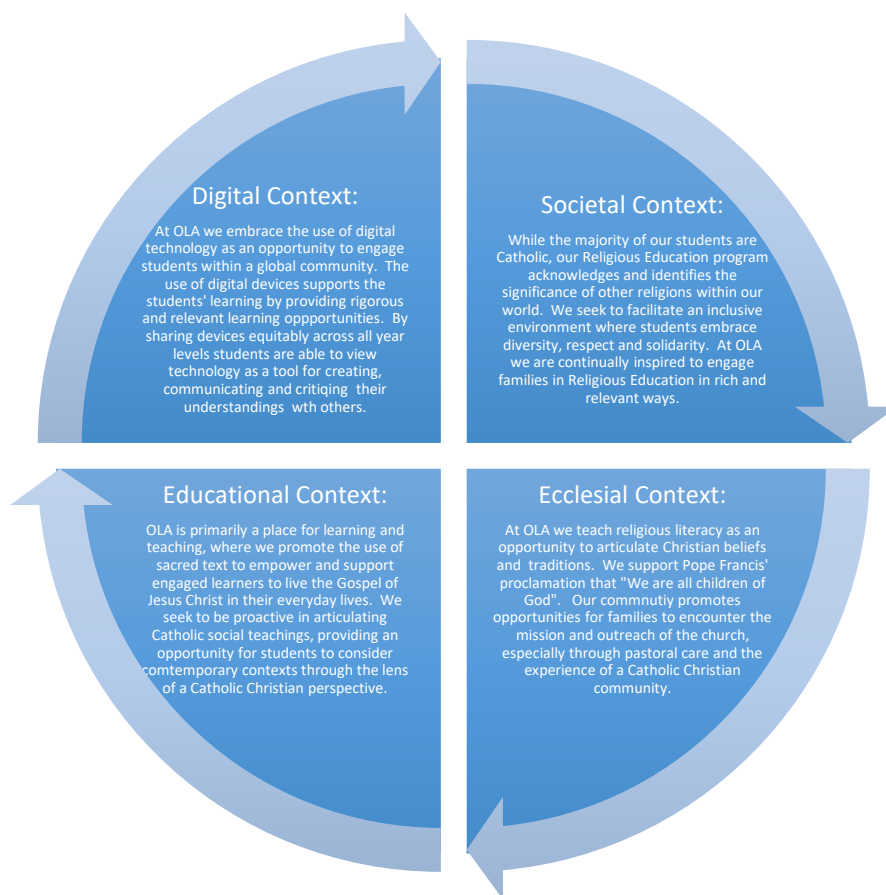 Digital Context:
At OLA we embrace the use of digital
technology as an opportunity to engage
students within a global community.  The
use of digital devices supports the
students' learning by providing rigorous
and relevant learning oppportunities.  By
sharing devices equitably across all year
levels students are able to view
technology as a tool for creating,
communicating and critiqing  their
understandings  wth others.
Societal Context:
While the majority of our students are
Catholic, our Religious Education program
acknowledges and identifies the
significance of other religions within our
world.  We seek to facilitate an inclusive
environment where students embrace
diversity, respect and solidarity.  At OLA
we are continually inspired to engage
families in Religious Education in rich and
relevant ways.
Educational Context:
OLA is primarily a place for learning and
teaching, where we promote the use of
sacred text to empower and support
engaged learners to live the Gospel of
Jesus Christ in their everyday lives.  We
seek to be proactive in articulating
Catholic social teachings, providing an
opportunity for students to consider
comtemporary contexts through the lens
of a Catholic Christian perspective.
Ecclesial Context:
At OLA we teach religious literacy as an
opportunity to articulate Christian beliefs
and  traditions.  We support Pope Francis'
proclamation that "We are all children of
God".   Our commnutiy promotes
opportunities for families to encounter the
mission and outreach of the church,
especially through pastoral care and the
experience of a Catholic Christian
community.